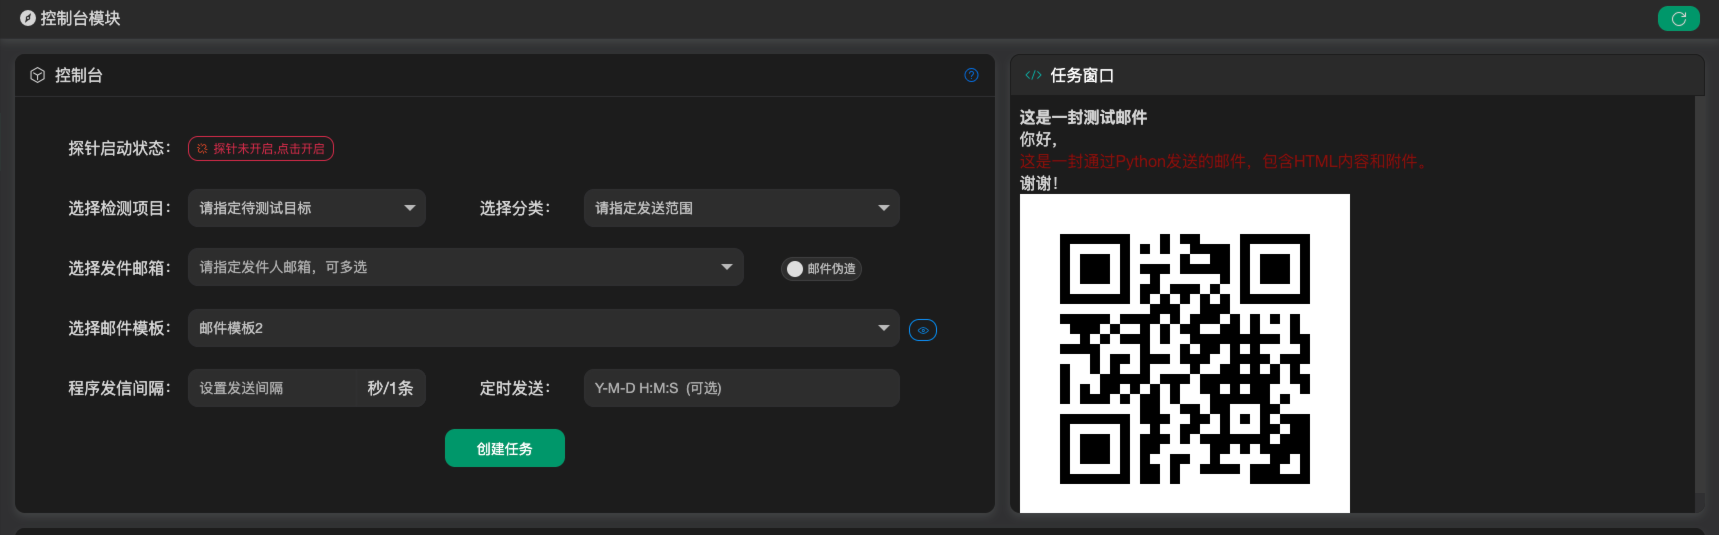 控制台模块
控制台
探针启动状态：
探针未开启,点击开启
选择检测项目：
请指定待测试目标
选择分类：
请指定发送范围
选择发件邮箱：
请指定发件人邮箱，可多选
邮件伪造
选择邮件模板：
邮件模板2
程序发信间隔：
设置发送间隔
秒/1条
定时发送：
Y-M-D H:M:S (可选)
创建任务
</> 任务窗口
这是一封测试邮件
你好，
这是一封通过Python发送的邮件，包含HTML内容和附件。
谢谢！